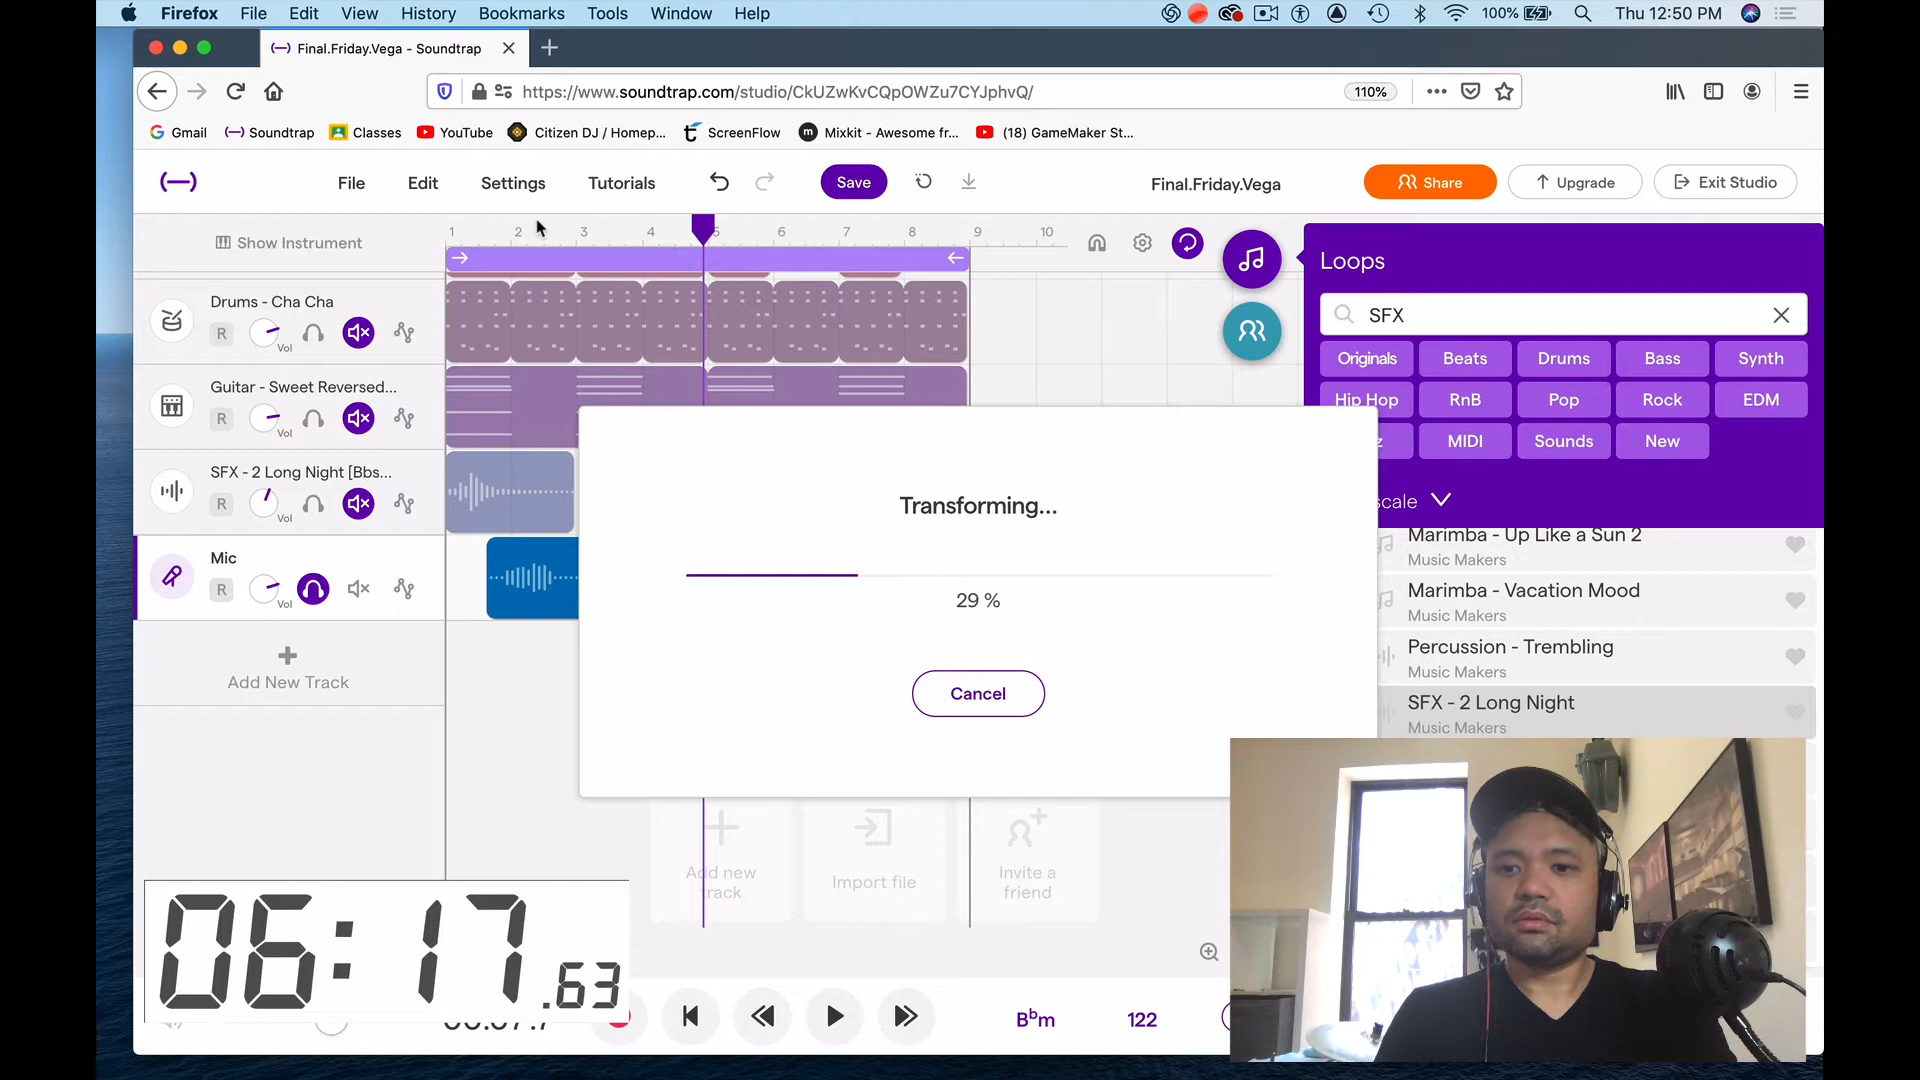 Firefox File Edit View History Bookmarks Tools Window Help 100% Thu 12:50 PM
Final.Friday.Vega - Soundtrap
https://www.soundtrap.com/studio/CkUZwKvCQpOWZu7CYJphvQ/ 110%
Gmail Soundtrap Classes YouTube Citizen DJ / Homep... ScreenFlow Mixkit - Awesome fr... (18) GameMaker St...
File Edit Settings Tutorials Save Final.Friday.Vega Share Upgrade Exit Studio
Show Instrument 1 2 3 4 5 6 7 8 9 10
Loops
SFX
Originals Beats Drums Bass Synth
Hip Hop RnB Pop Rock EDM
z MIDI Sounds New
scale
Drums - Cha Cha
R Vol
Guitar - Sweet Reversed...
R Vol
SFX - 2 Long Night [Bbs...
R Vol
Mic
R Vol
Add New Track
Transforming...
29 %
Cancel
Marimba - Up Like a Sun 2
Music Makers
Marimba - Vacation Mood
Music Makers
Percussion - Trembling
Music Makers
SFX - 2 Long Night
Music Makers
Add new track
Import file
Invite a friend
06:17.63
Bbm 122